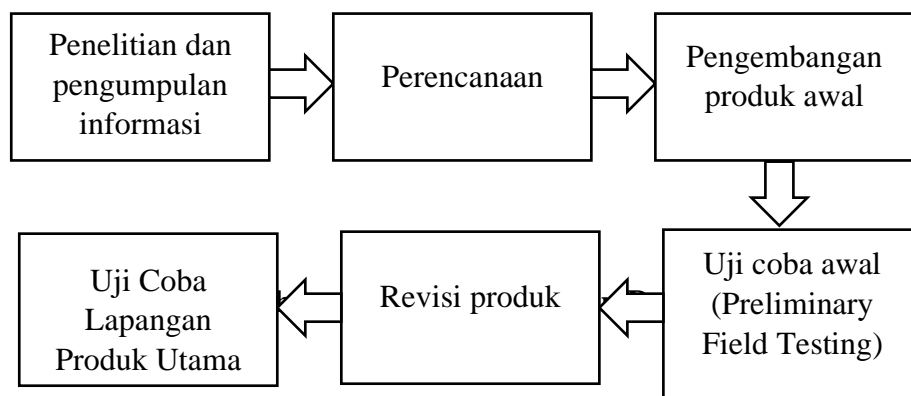 Penelitian dan
pengumpulan
informasi
Perencanaan
Pengembangan
produk awal
Uji coba awal
(Preliminary
Field Testing)
Revisi produk
Uji Coba
Lapangan
Produk Utama